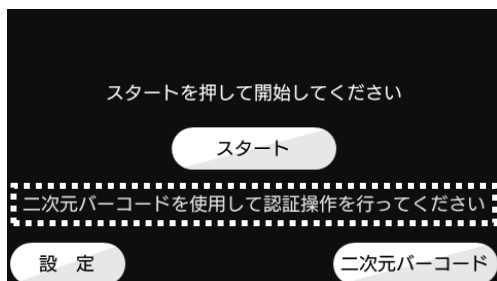 スタートを押して開始してください
スタート
二次元バーコードを使用して認証操作を行ってください
設 定
二次元バーコード